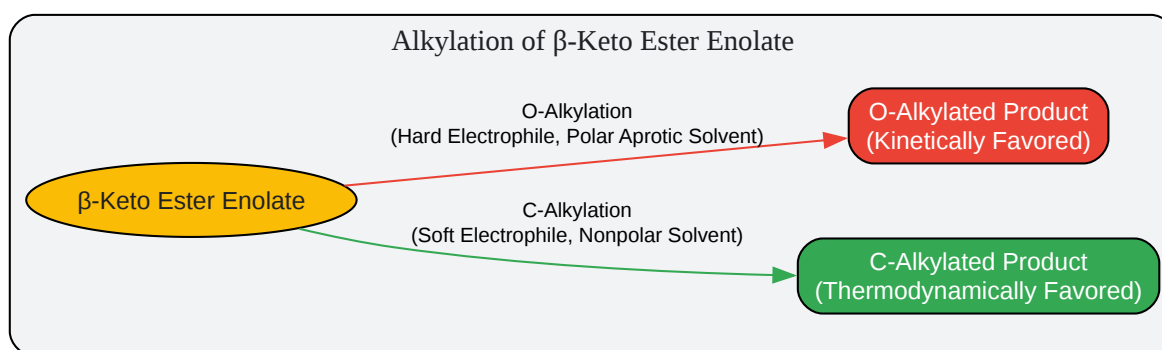 Alkylation of β-Keto Ester Enolate
O-Alkylation
(Hard Electrophile, Polar Aprotic Solvent)
O-Alkylated Product
(Kinetically Favored)
β-Keto Ester Enolate
C-Alkylation
(Soft Electrophile, Nonpolar Solvent)
C-Alkylated Product
(Thermodynamically Favored)